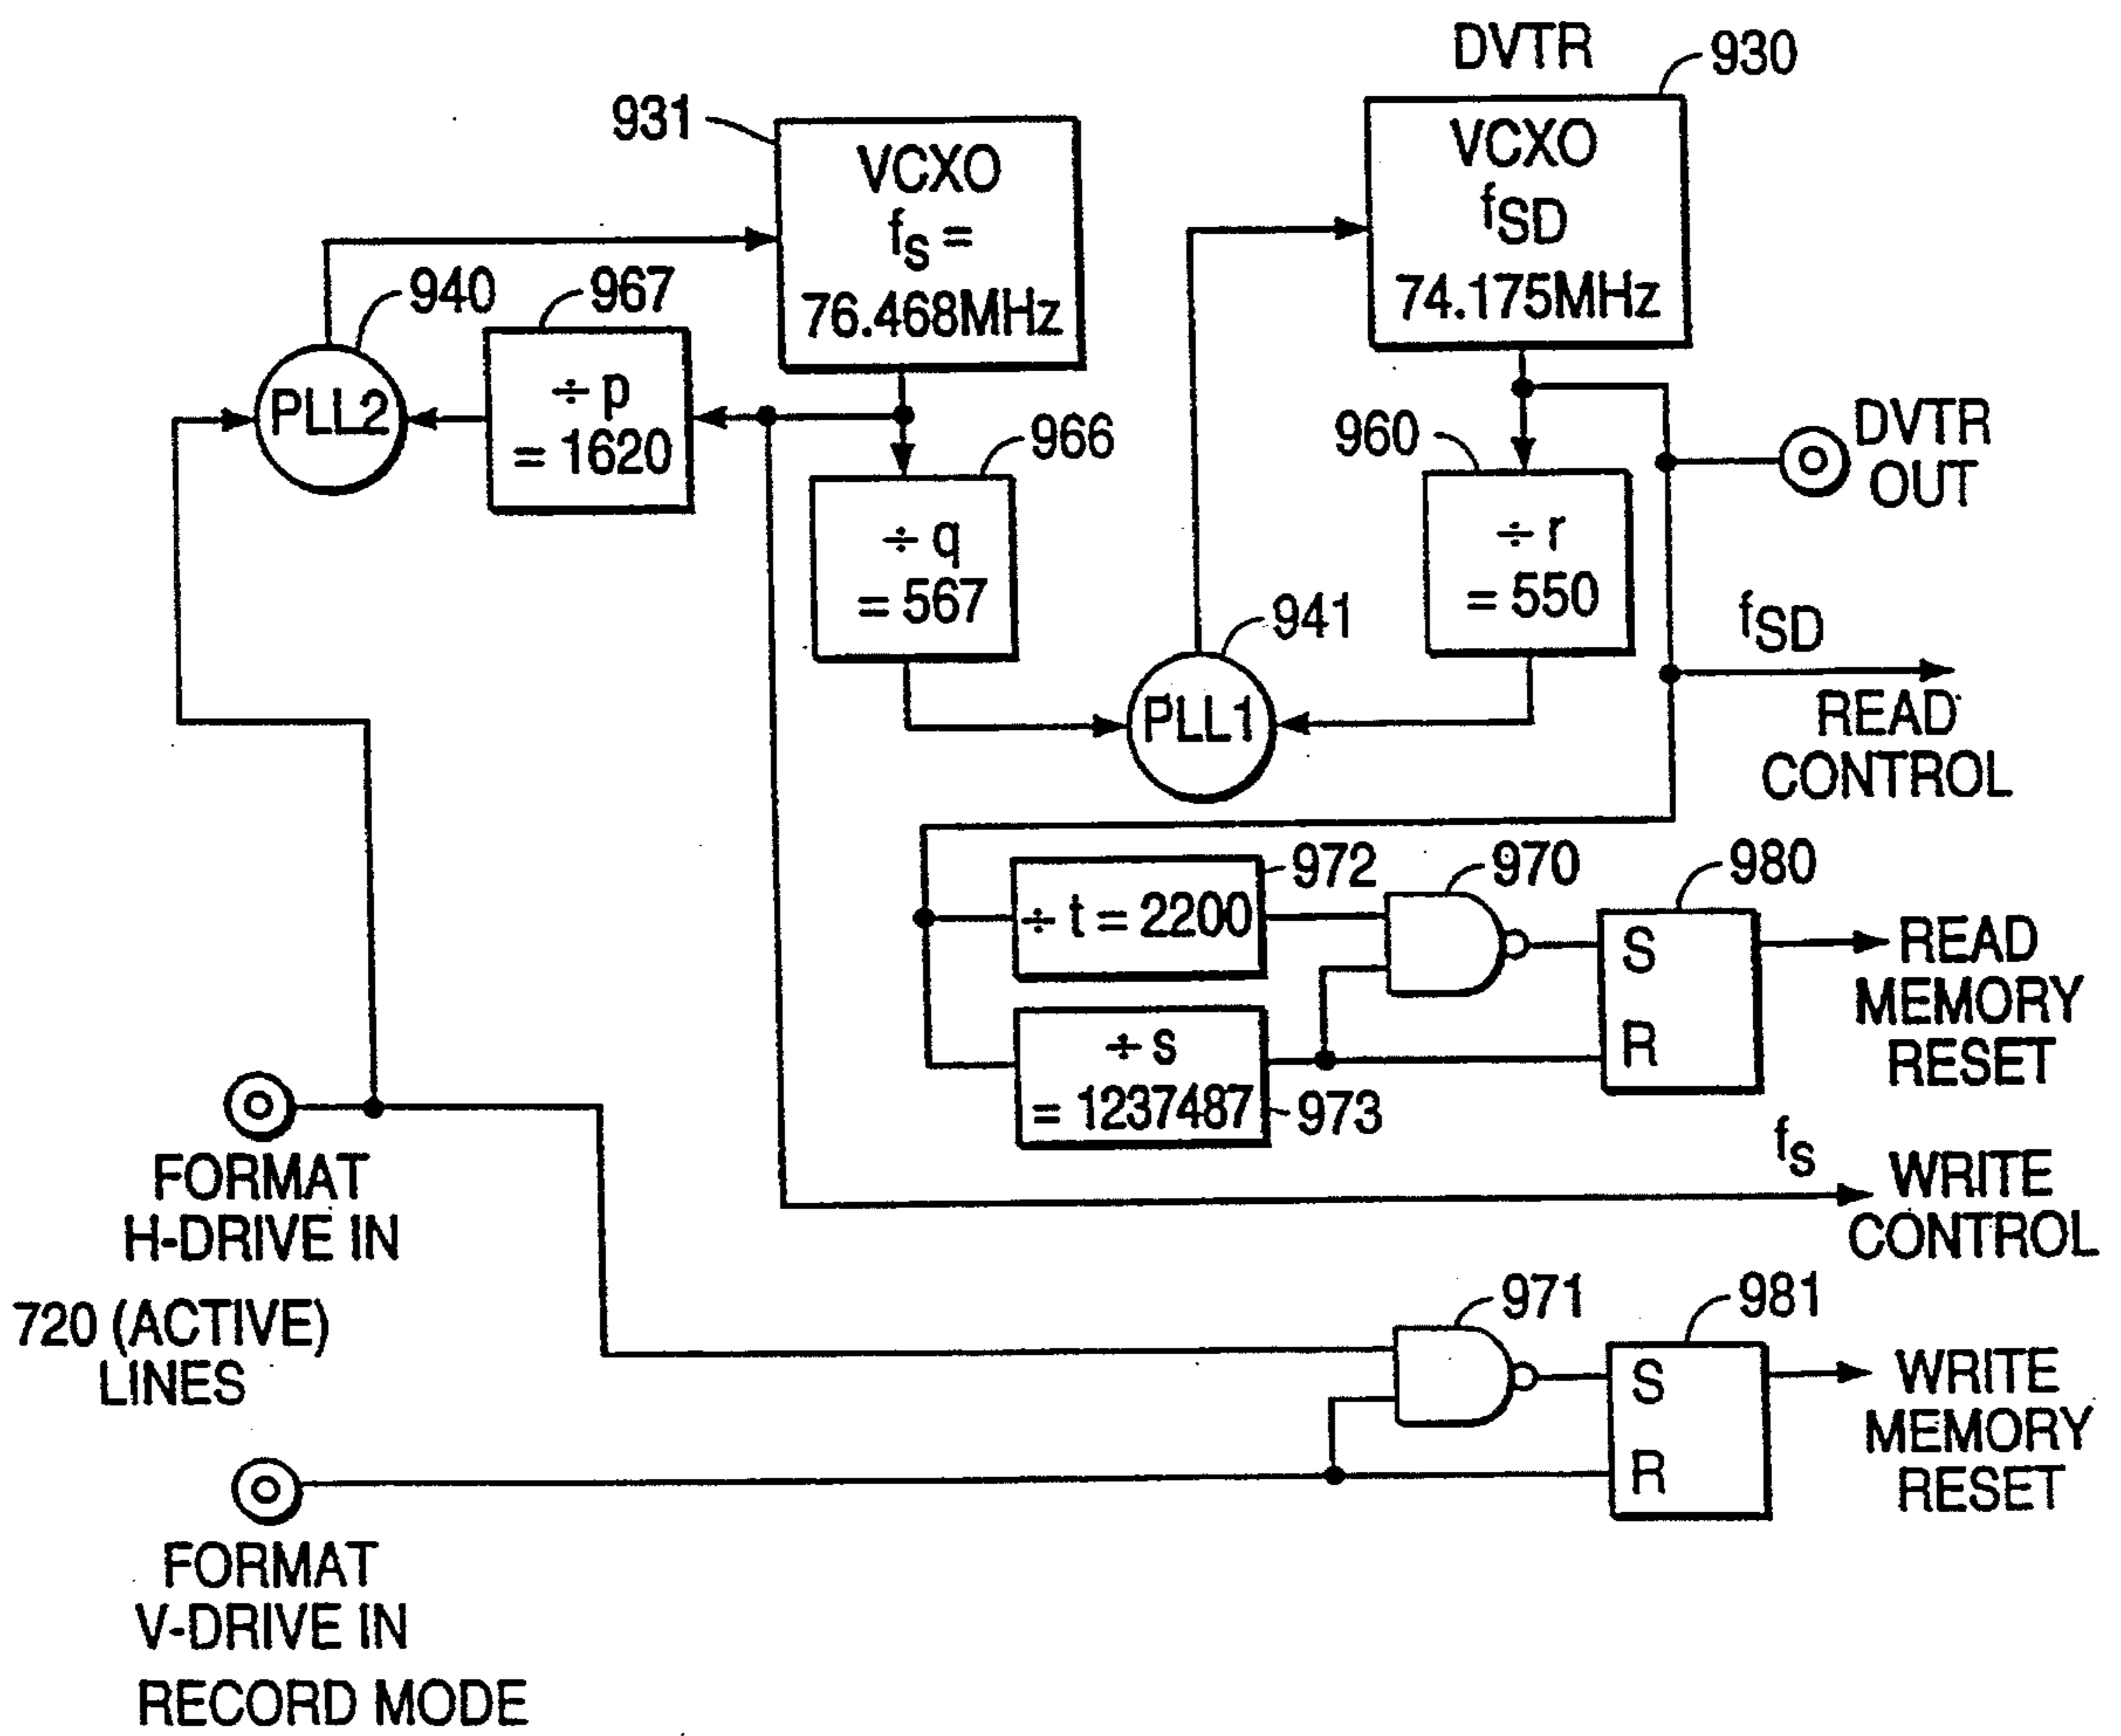 DVTR
930
931
VCXO
fS =
76.468MHz
VCXO
fSD
74.175MHz
940
967
PLL2
÷ p
= 1620
966
÷ q
= 567
960
÷ r
= 550
DVTR
OUT
941
PLL1
fSD
READ
CONTROL
972
÷ t = 2200
970
980
S
R
READ
MEMORY
RESET
÷ s
= 1237487
973
FORMAT
H-DRIVE IN
fS
WRITE
CONTROL
720 (ACTIVE)
LINES
971
981
S
R
WRITE
MEMORY
RESET
FORMAT
V-DRIVE IN
RECORD MODE